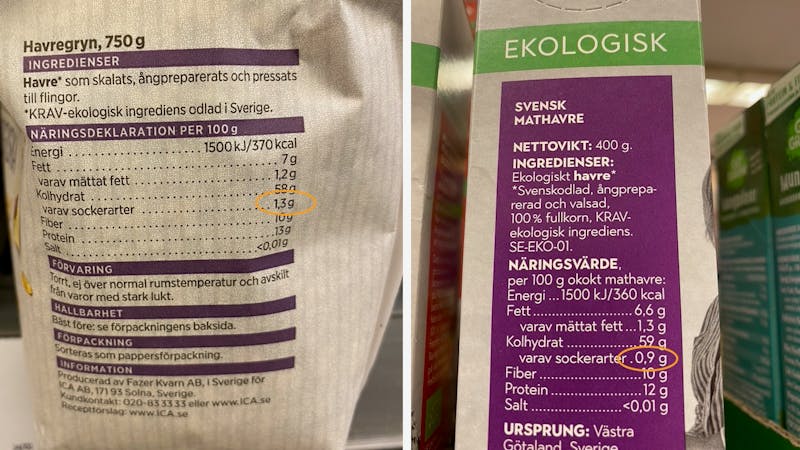 Havregryn, 750 g
INGREDIENSER
Havre* som skalats, ångpreparerats och pressats
till flingor.
*KRAV-ekologisk ingrediens odlad i Sverige.
NÄRINGSDEKLARATION PER 100 g
Energi 1500 kJ/370 kcal
Fett 7 g
varav mättat fett 1,2 g
Kolhydrat 58 g
varav sockerarter 1,3 g
Fiber 10 g
Protein 13 g
Salt <0,01 g
FÖRVARING
Torrt, ej över normal rumstemperatur och avskilt
från varor med stark lukt.
HÅLLBARHET
Bäst före: se förpackningens baksida.
FÖRPACKNING
Sorteras som pappersförpackning.
INFORMATION
Producerad av Fazer Kvarn AB, i Sverige för
ICA AB, 171 93 Solna, Sverige.
Kundkontakt: 020-83 33 33 eller www.ICA.se
Receptförslag: www.ICA.se
EKOLOGISK
SVENSK
MATHAVRE
NETTOVIKT: 400 g.
INGREDIENSER:
Ekologiskt havre*
*Svenskodlad, ångprepa-
rerad och valsad,
100 % fullkorn, KRAV-
ekologisk ingrediens.
SE-EKO-01.
NÄRINGSVÄRDE,
per 100 g okokt mathavre:
Energi ...1500 kJ/360 kcal
Fett 6,6 g
varav mättat fett...1,3 g
Kolhydrat 59 g
varav sockerarter.0,9 g
Fiber 10 g
Protein 12 g
Salt <0,01 g
URSPRUNG: Västra
Götaland, Sverige